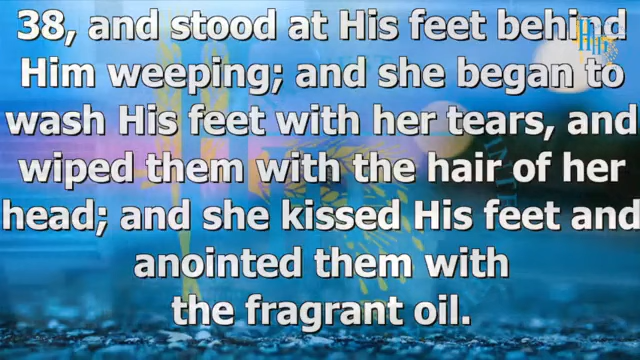 38, and stood at His feet behind
Him weeping; and she began to
wash His feet with her tears, and
wiped them with the hair of her
head; and she kissed His feet and
anointed them with
the fragrant oil.